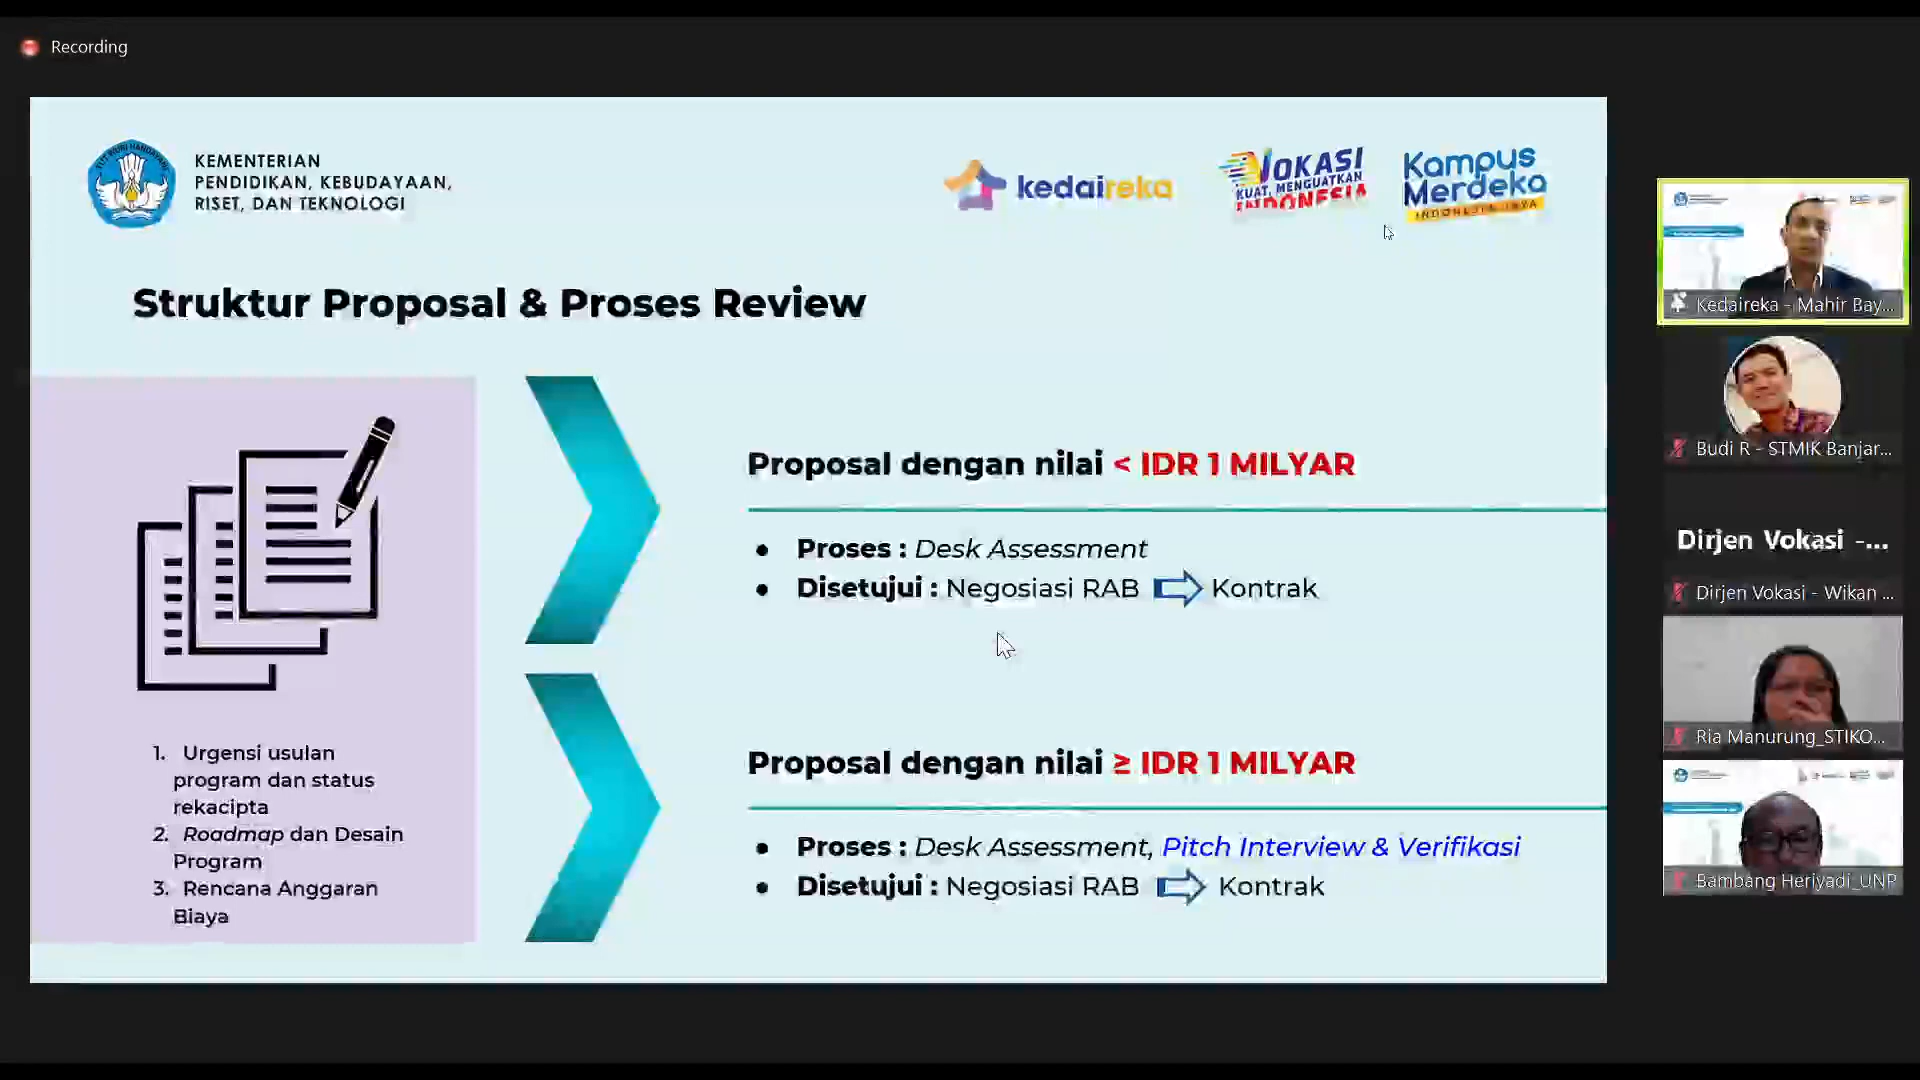 Recording
KEMENTERIAN
PENDIDIKAN, KEBUDAYAAN,
RISET, DAN TEKNOLOGI
kedaireka
VOKASI
KUAT, MENGUATKAN
INDONESIA
Kampus
Merdeka
INDONESIA JAYA
Struktur Proposal & Proses Review
1. Urgensi usulan
program dan status
rekacipta
2. Roadmap dan Desain
Program
3. Rencana Anggaran
Biaya
Proposal dengan nilai < IDR 1 MILYAR
• Proses : Desk Assessment
• Disetujui : Negosiasi RAB ⇨ Kontrak
Proposal dengan nilai ≥ IDR 1 MILYAR
• Proses : Desk Assessment, Pitch Interview & Verifikasi
• Disetujui : Negosiasi RAB ⇨ Kontrak
Kedaireka - Mahir Bay...
Budi R - STMIK Banjar...
Dirjen Vokasi -...
Dirjen Vokasi - Wikan ...
Ria Manurung_STIKO...
Bambang Heriyadi_UNP